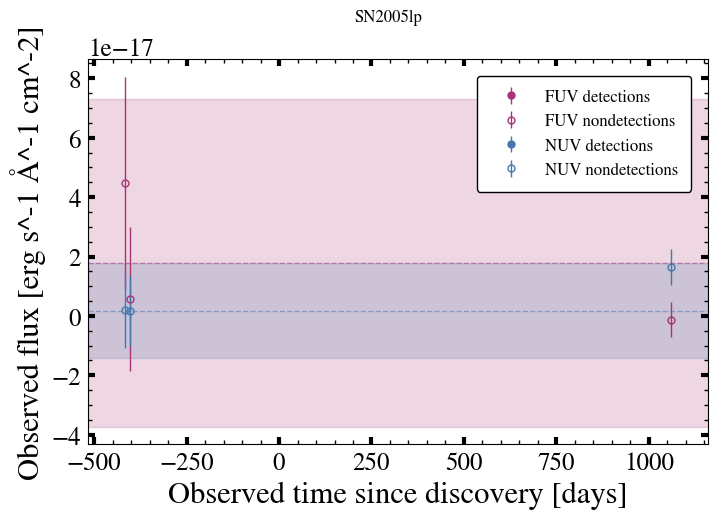 SN2005lp
1e−17
Observed flux [erg s^-1 Å^-1 cm^-2]
8
6
4
2
0
−2
−4
FUV detections
FUV nondetections
NUV detections
NUV nondetections
−500 −250 0 250 500 750 1000
Observed time since discovery [days]